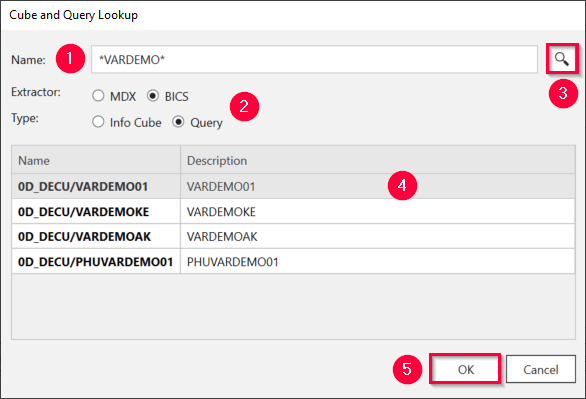 Cube and Query Lookup
Name: 1 *VARDEMO*
3
Extractor: MDX BICS
2
Type: Info Cube Query
Name Description
0D_DECU/VARDEMO01 VARDEMO01 4
0D_DECU/VARDEMOKE VARDEMOKE
0D_DECU/VARDEMOAK VARDEMOAK
0D_DECU/PHUVARDEMO01 PHUVARDEMO01
5 OK Cancel